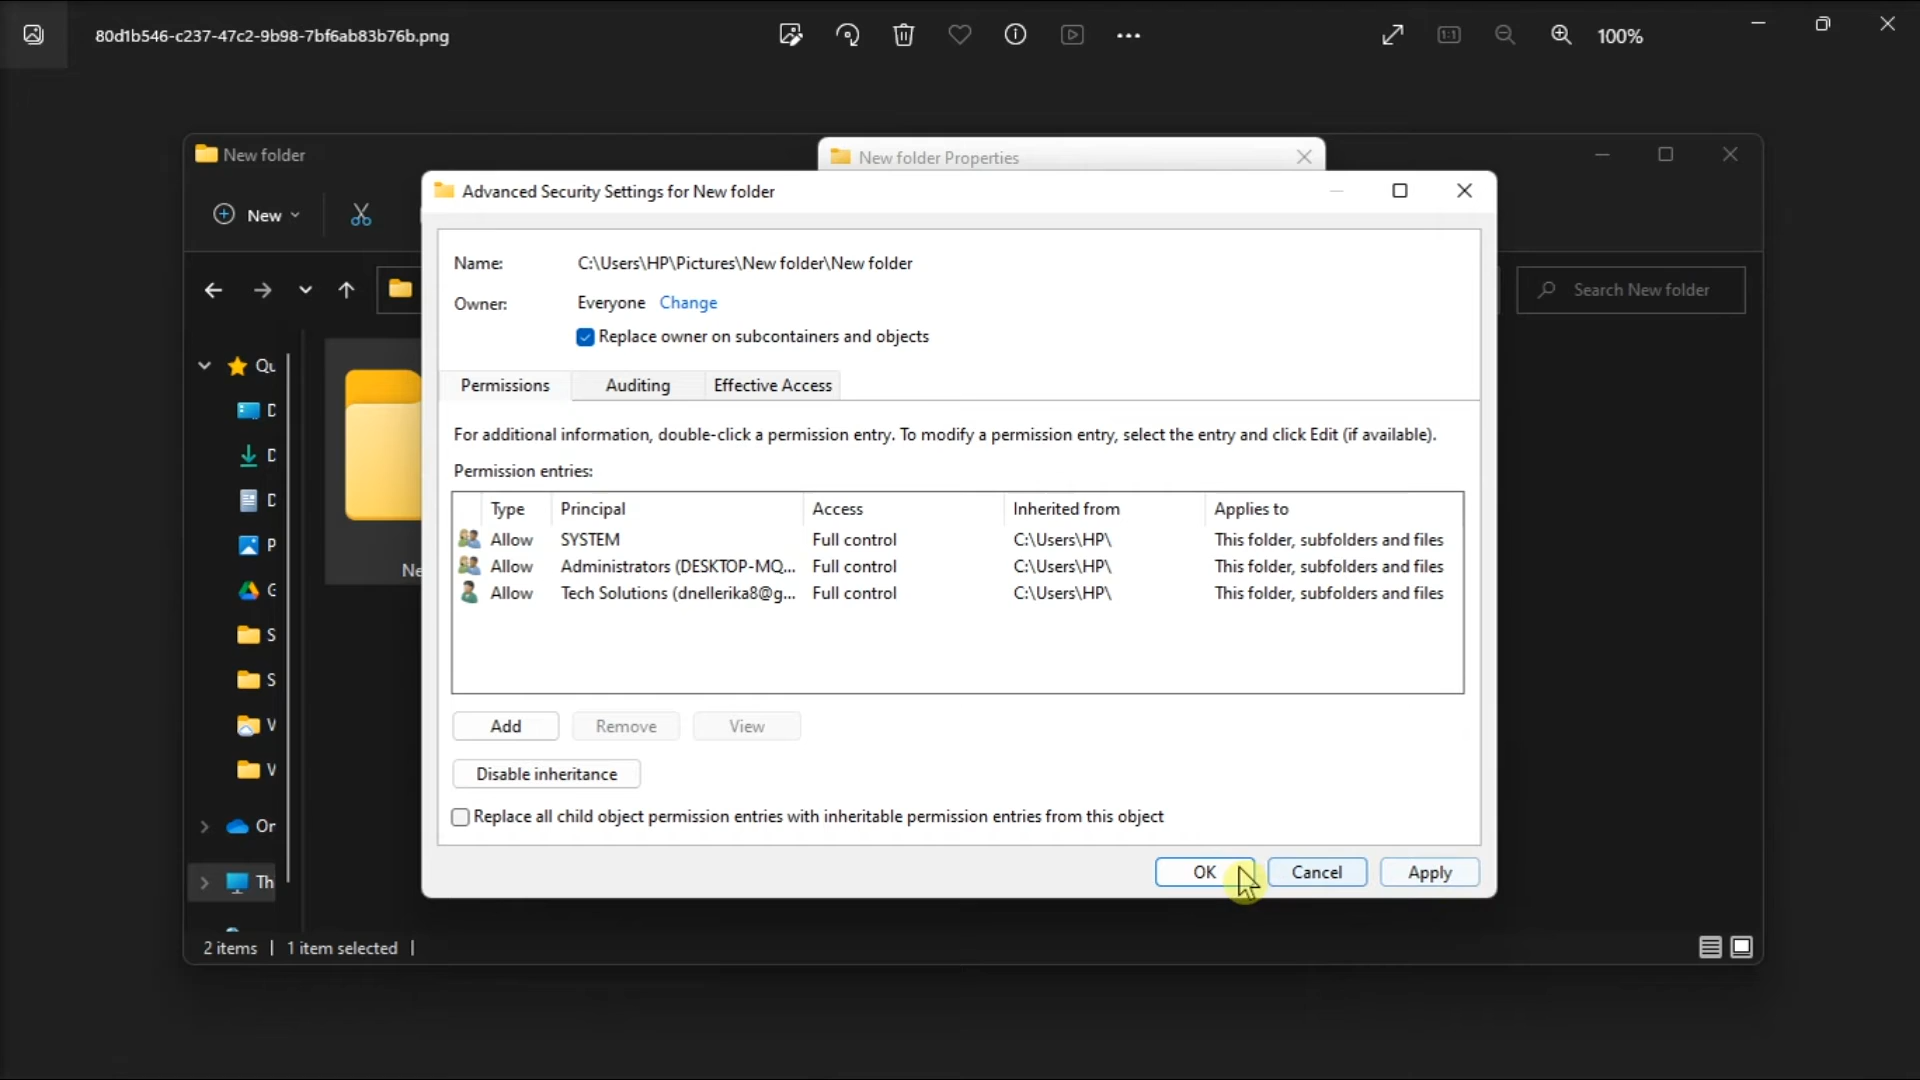 80d1b546-c237-47c2-9b98-7bf6ab83b76b.png
100%
New folder
New folder Properties
New
Advanced Security Settings for New folder
Name: C:\Users\HP\Pictures\New folder\New folder
Owner: Everyone Change
Replace owner on subcontainers and objects
Search New folder
Permissions Auditing Effective Access
For additional information, double-click a permission entry. To modify a permission entry, select the entry and click Edit (if available).
Permission entries:
Type Principal Access Inherited from Applies to
Allow SYSTEM Full control C:\Users\HP\ This folder, subfolders and files
Allow Administrators (DESKTOP-MQ... Full control C:\Users\HP\ This folder, subfolders and files
Allow Tech Solutions (dnellerika8@g... Full control C:\Users\HP\ This folder, subfolders and files
Add Remove View
Disable inheritance
Replace all child object permission entries with inheritable permission entries from this object
OK Cancel Apply
2 items | 1 item selected |